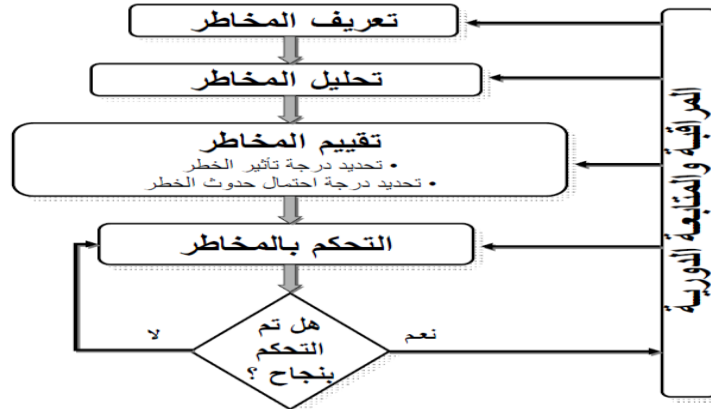 تعريف المخاطر
تحليل المخاطر
تقييم المخاطر
• تحديد درجة تأثير الخطر
• تحديد درجة احتمال حدوث الخطر
التحكم بالمخاطر
هل تم
التحكم
بنجاح ؟
نعم
لا
المراقبة والمتابعة الدورية